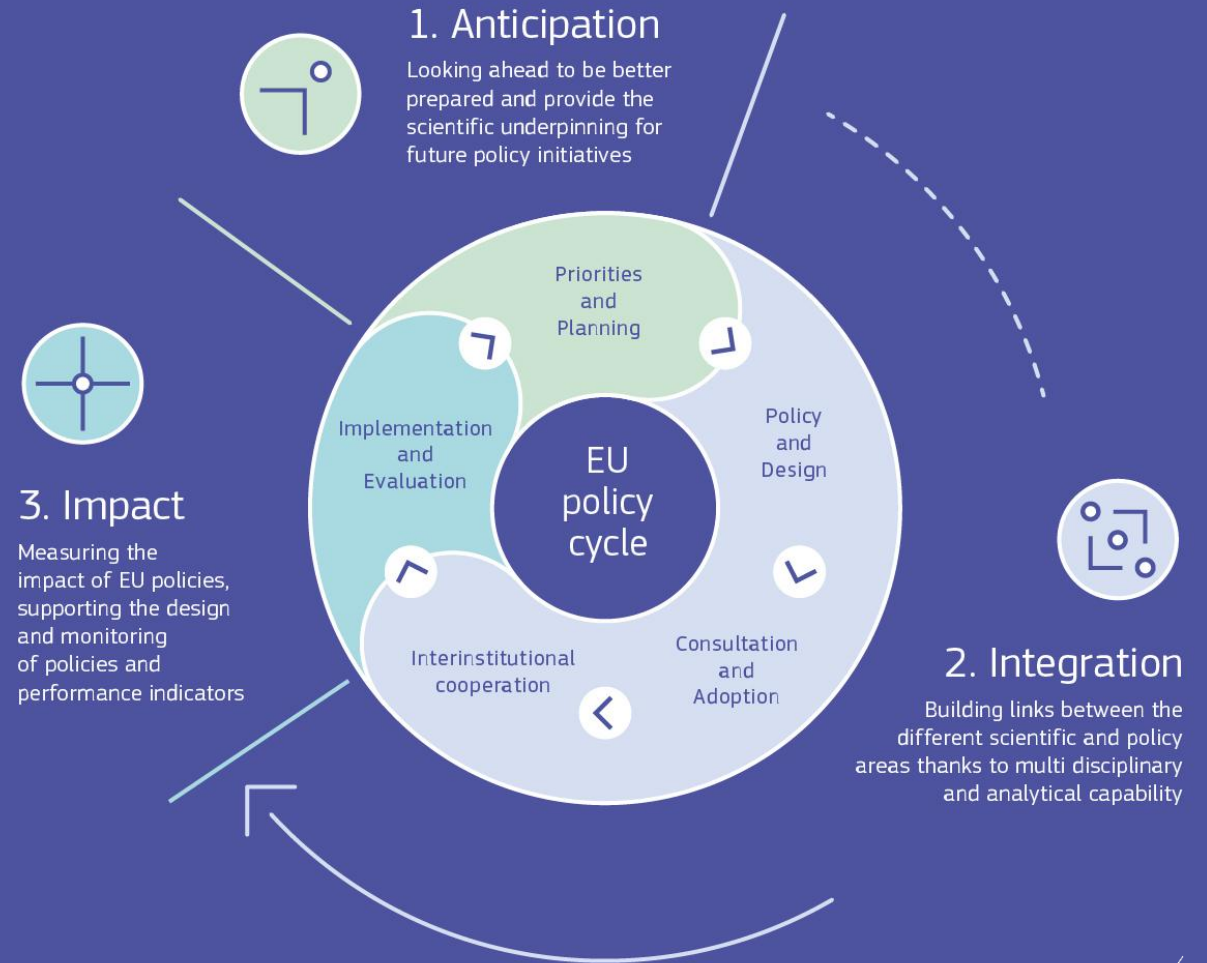 1. Anticipation
Looking ahead to be better
prepared and provide the
scientific underpinning for
future policy initiatives
Priorities
and
Planning
Policy
and
Design
Implementation
and
Evaluation
EU
policy
cycle
3. Impact
Measuring the
impact of EU policies,
supporting the design
and monitoring
of policies and
performance indicators
Interinstitutional
cooperation
Consultation
and
Adoption
2. Integration
Building links between the
different scientific and policy
areas thanks to multi disciplinary
and analytical capability